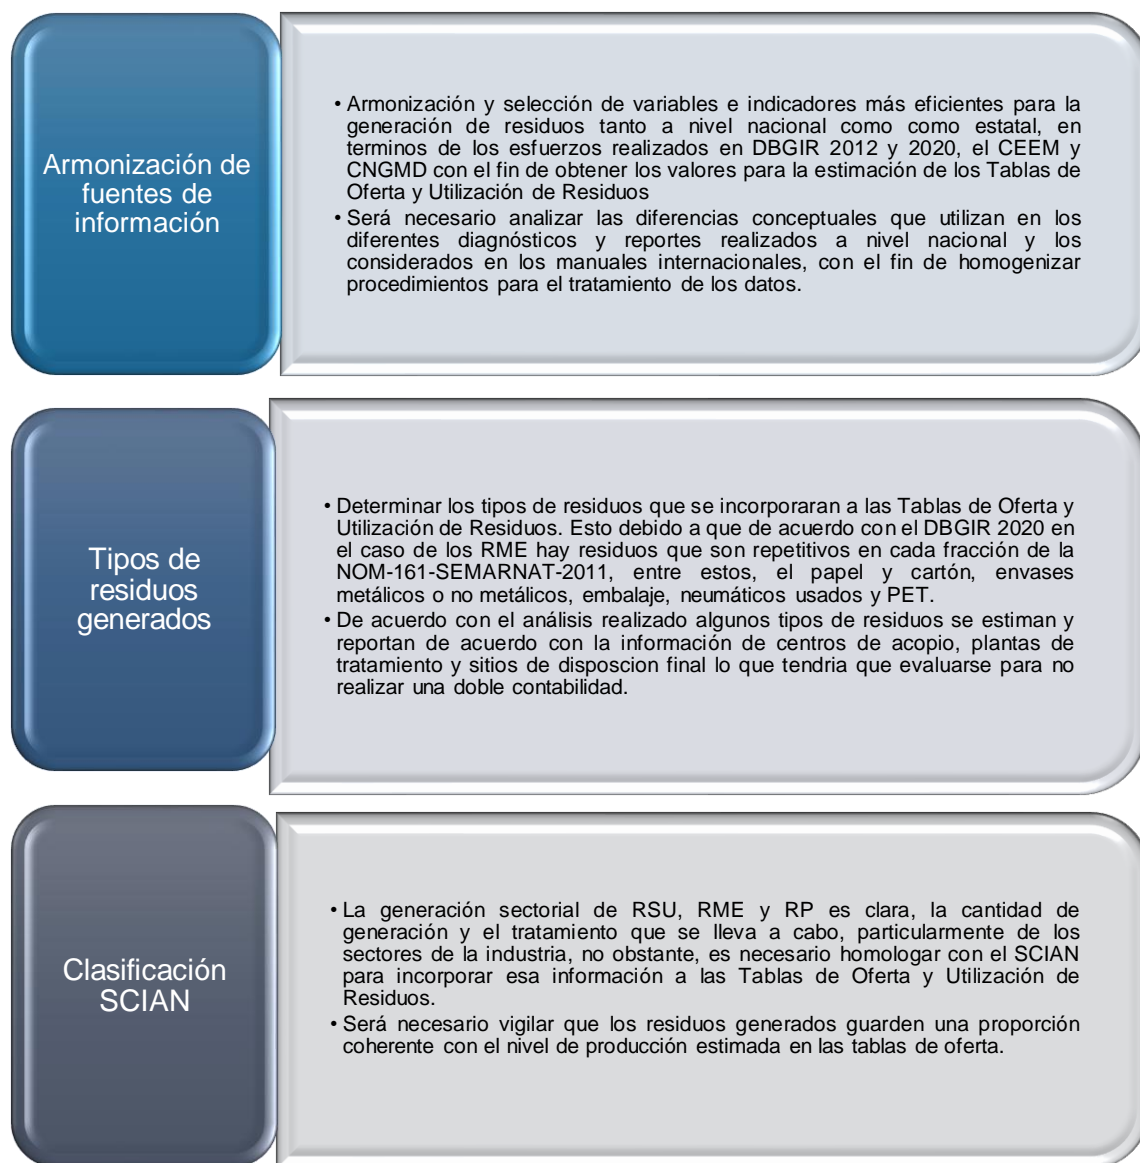 Armonización de
fuentes de
información
• Armonización y selección de variables e indicadores más eficientes para la
generación de residuos tanto a nivel nacional como como estatal, en
terminos de los esfuerzos realizados en DBGIR 2012 y 2020, el CEEM y
CNGMD con el fin de obtener los valores para la estimación de los Tablas de
Oferta y Utilización de Residuos
• Será necesario analizar las diferencias conceptuales que utilizan en los
diferentes diagnósticos y reportes realizados a nivel nacional y los
considerados en los manuales internacionales, con el fin de homogenizar
procedimientos para el tratamiento de los datos.
Tipos de
residuos
generados
• Determinar los tipos de residuos que se incorporaran a las Tablas de Oferta y
Utilización de Residuos. Esto debido a que de acuerdo con el DBGIR 2020 en
el caso de los RME hay residuos que son repetitivos en cada fracción de la
NOM-161-SEMARNAT-2011, entre estos, el papel y cartón, envases
metálicos o no metálicos, embalaje, neumáticos usados y PET.
• De acuerdo con el análisis realizado algunos tipos de residuos se estiman y
reportan de acuerdo con la información de centros de acopio, plantas de
tratamiento y sitios de disposcion final lo que tendria que evaluarse para no
realizar una doble contabilidad.
Clasificación
SCIAN
• La generación sectorial de RSU, RME y RP es clara, la cantidad de
generación y el tratamiento que se lleva a cabo, particularmente de los
sectores de la industria, no obstante, es necesario homologar con el SCIAN
para incorporar esa información a las Tablas de Oferta y Utilización de
Residuos.
• Será necesario vigilar que los residuos generados guarden una proporción
coherente con el nivel de producción estimada en las tablas de oferta.